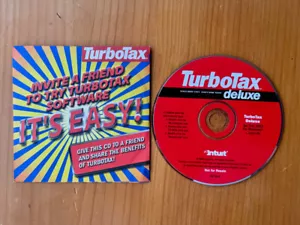 TurboTax
INVITE A FRIEND
TO TRY TURBOTAX
SOFTWARE
IT'S EASY!
GIVE THIS CD TO A FRIEND
AND SHARE THE BENEFITS
OF TURBOTAX!
TurboTax
deluxe
TurboTax
Deluxe
Intuit
Not for Resale